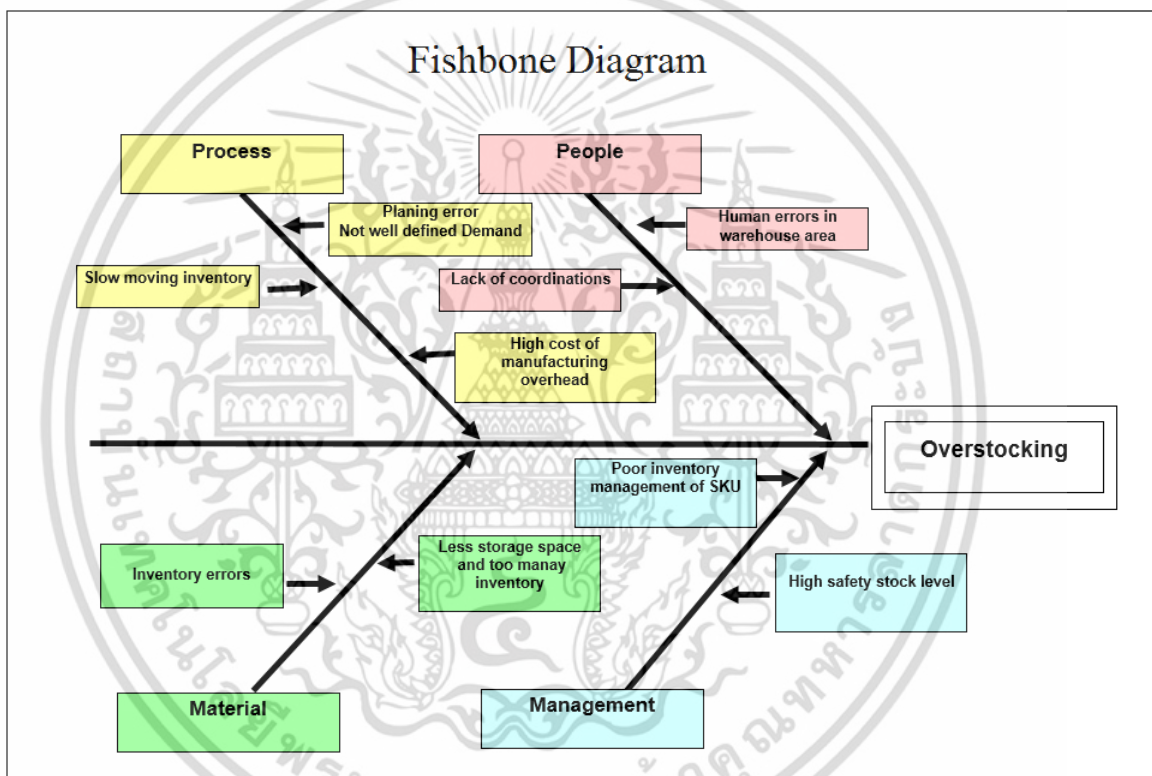 Fishbone Diagram
Process
People
Planing error
Not well defined Demand
Human errors in
warehouse area
Slow moving inventory
Lack of coordinations
High cost of
manufacturing
overhead
Overstocking
Poor inventory
management of SKU
Less storage space
and too manay
inventory
Inventory errors
High safety stock level
Material
Management